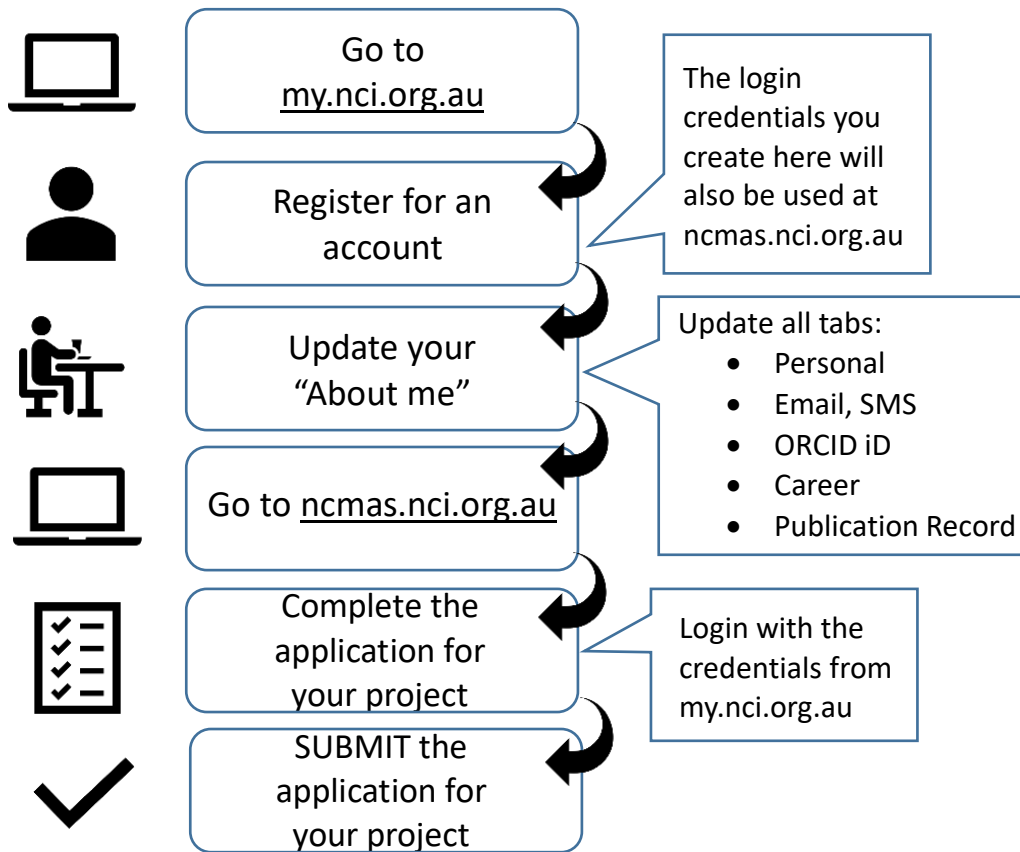 Go to
my.nci.org.au
The login
credentials you
create here will
also be used at
ncmas.nci.org.au
Register for an
account
Update your
“About me”
Update all tabs:
• Personal
• Email, SMS
• ORCID iD
• Career
• Publication Record
Go to ncmas.nci.org.au
Complete the
application for
your project
Login with the
credentials from
my.nci.org.au
SUBMIT the
application for
your project